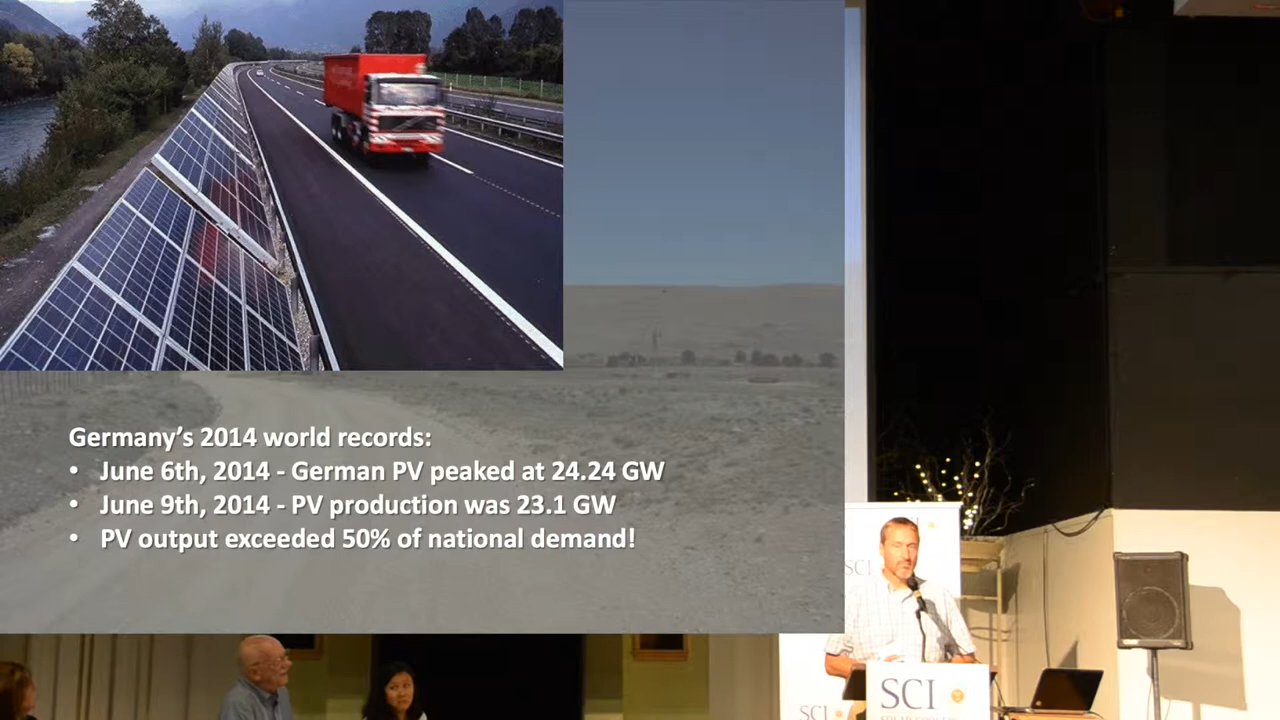 Germany's 2014 world records:
• June 6th, 2014 - German PV peaked at 24.24 GW
• June 9th, 2014 - PV production was 23.1 GW
• PV output exceeded 50% of national demand!
SCI
SCI
SCI